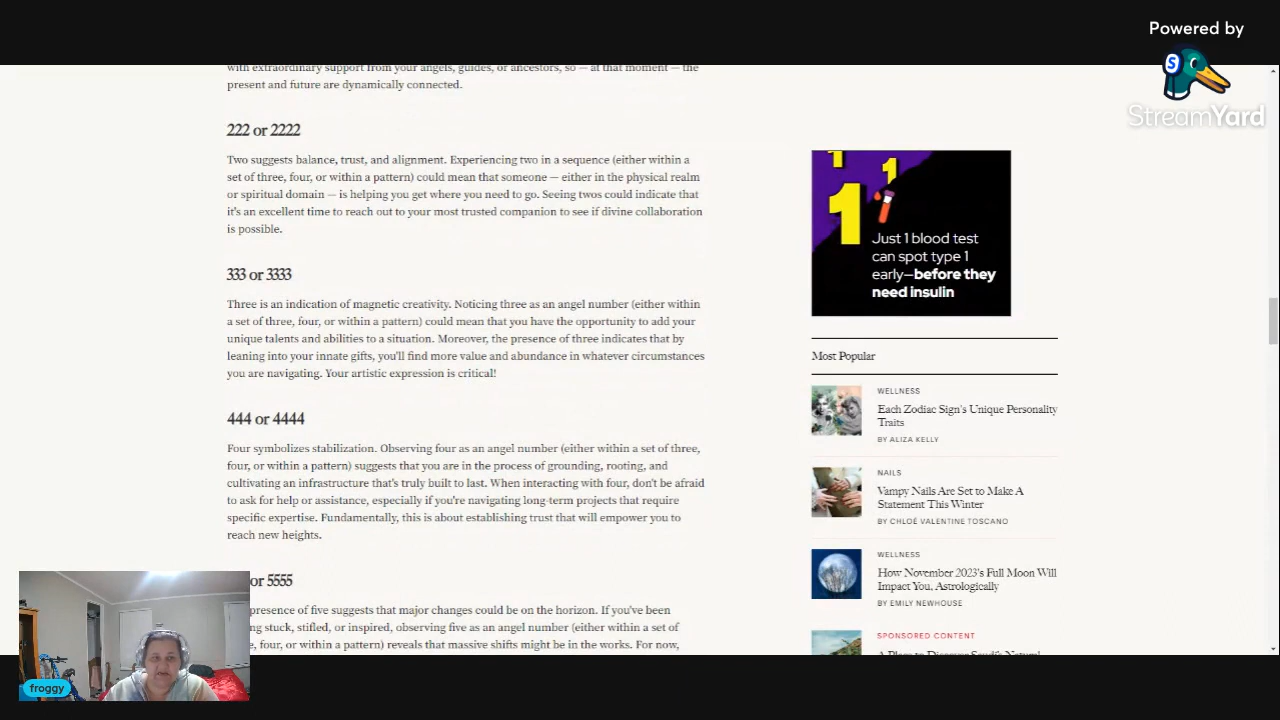 Powered by
StreamYard
with extraordinary support from your angels, guides, or ancestors, so — at that moment — the
present and future are dynamically connected.
222 or 2222
Two suggests balance, trust, and alignment. Experiencing two in a sequence (either within a
set of three, four, or within a pattern) could mean that someone — either in the physical realm
or spiritual domain — is helping you get where you need to go. Seeing twos could indicate that
it's an excellent time to reach out to your most trusted companion to see if divine collaboration
is possible.
333 or 3333
Three is an indication of magnetic creativity. Noticing three as an angel number (either within
a set of three, four, or within a pattern) could mean that you have the opportunity to add your
unique talents and abilities to a situation. Moreover, the presence of three indicates that by
leaning into your innate gifts, you'll find more value and abundance in whatever circumstances
you are navigating. Your artistic expression is critical!
444 or 4444
Four symbolizes stabilization. Observing four as an angel number (either within a set of three,
four, or within a pattern) suggests that you are in the process of grounding, rooting, and
cultivating an infrastructure that's truly built to last. When interacting with four, don't be afraid
to ask for help or assistance, especially if you're navigating long-term projects that require
specific expertise. Fundamentally, this is about establishing trust that will empower you to
reach new heights.
or 5555
presence of five suggests that major changes could be on the horizon. If you've been
stuck, stifled, or inspired, observing five as an angel number (either within a set of
four, or within a pattern) reveals that massive shifts might be in the works. For now,
1
1
1
Just 1 blood test
can spot type 1
early—before they
need insulin
Most Popular
WELLNESS
Each Zodiac Sign's Unique Personality
Traits
BY ALIZA KELLY
NAILS
Vampy Nails Are Set to Make A
Statement This Winter
BY CHLOÉ VALENTINE TOSCANO
WELLNESS
How November 2023's Full Moon Will
Impact You, Astrologically
BY EMILY NEWHOUSE
SPONSORED CONTENT
A Place to Discover Saudi's Natural
froggy